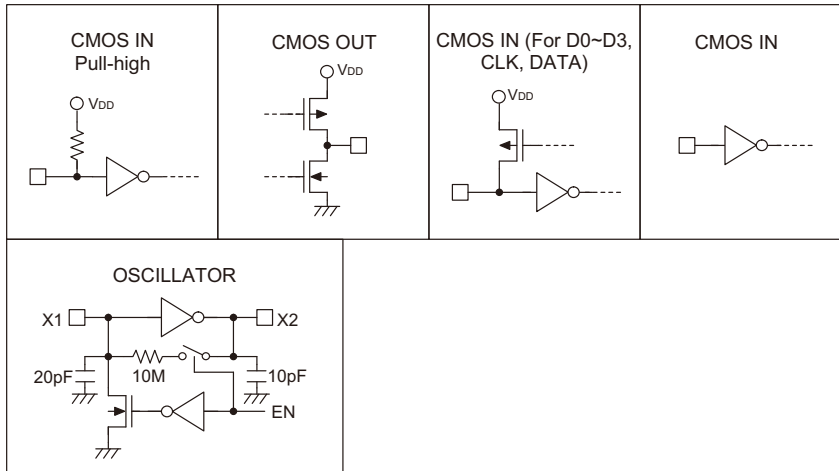 CMOS IN
Pull-high
VDD
CMOS OUT
VDD
CMOS IN (For D0~D3,
CLK, DATA)
VDD
CMOS IN
OSCILLATOR
X1
X2
20pF
10M
10pF
EN